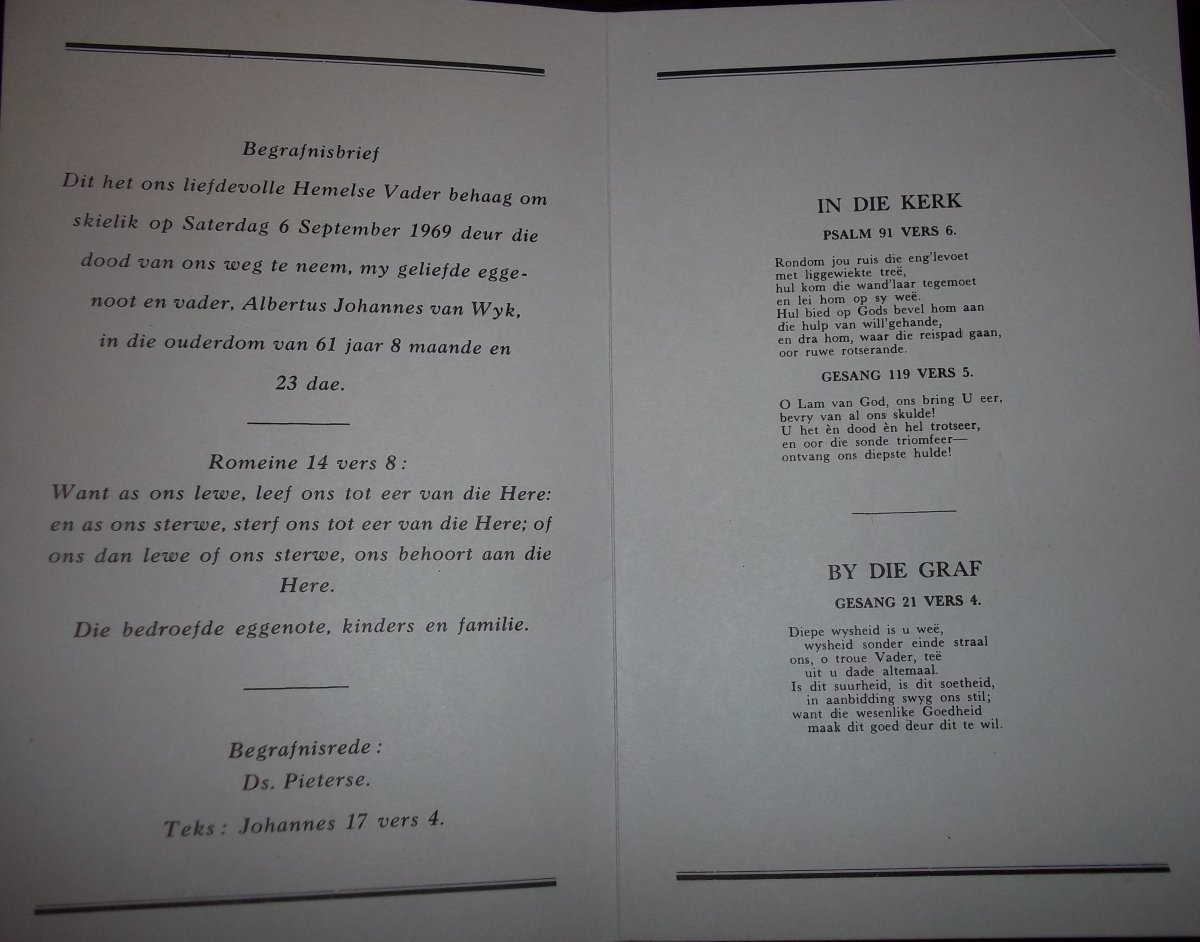 Begrafnisbrief
Dit het ons liefdevolle Hemelse Vader behaag om
skielik op Saterdag 6 September 1969 deur die
dood van ons weg te neem, my geliefde egge-
noot en vader, Albertus Johannes van Wyk,
in die ouderdom van 61 jaar 8 maande en
23 dae.
Romeine 14 vers 8:
Want as ons lewe, leef ons tot eer van die Here:
en as ons sterwe, sterf ons tot eer van die Here; of
ons dan lewe of ons sterwe, ons behoort aan die
Here.
Die bedroefde eggenote, kinders en familie.
Begrafnisrede:
Ds. Pieterse.
Teks: Johannes 17 vers 4.
IN DIE KERK
PSALM 91 VERS 6.
Rondom jou ruis die eng'levoet
met liggewiekte treë,
hul kom die wand'laar tegemoet
en lei hom op sy weë.
Hul bied op Gods bevel hom aan
die hulp van will'gehande,
en dra hom, waar die reispad gaan,
oor ruwe rotserande.
GESANG 119 VERS 5.
O Lam van God, ons bring U eer,
bevry van al ons skulde!
U het èn dood èn hel trotseer,
en oor die sonde triomfeer—
ontvang ons diepste hulde!
BY DIE GRAF
GESANG 21 VERS 4.
Diepe wysheid is u weë,
wysheid sonder einde straal
ons, o troue Vader, teë
uit u dade altemaal.
Is dit suurheid, is dit soetheid,
in aanbidding swyg ons stil;
want die wesenlike Goedheid
maak dit goed deur dit te wil.